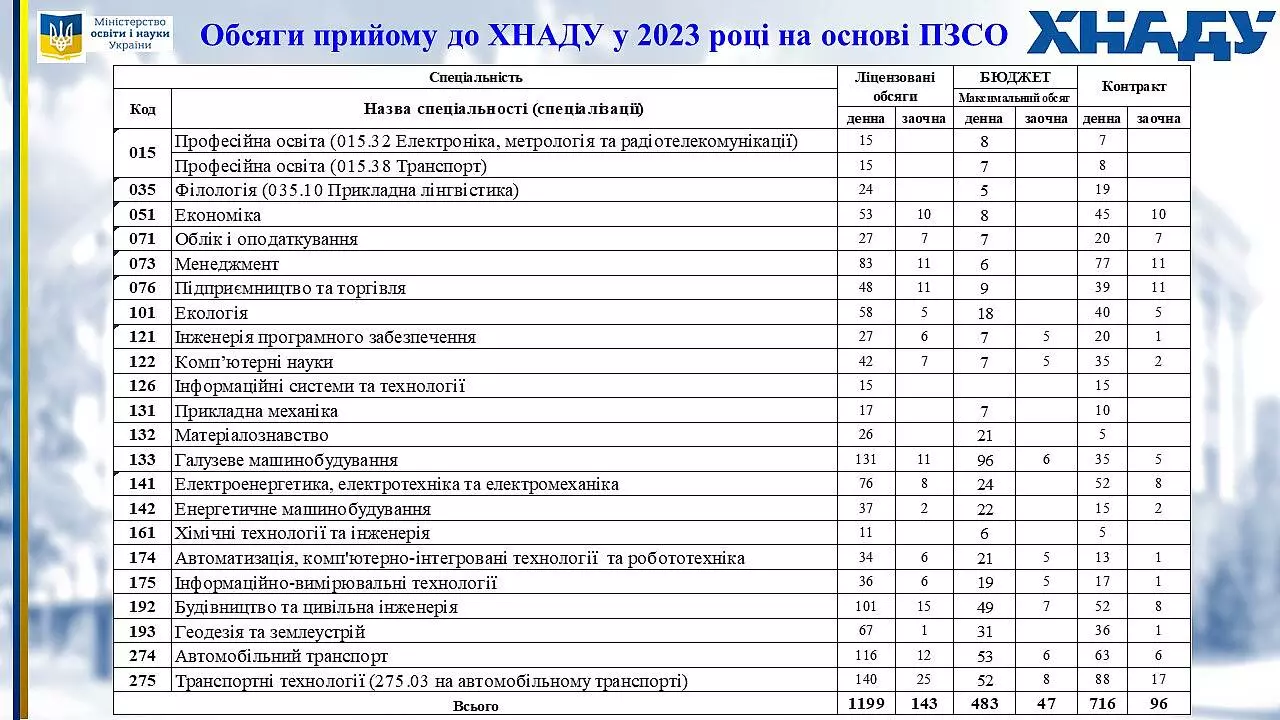 Міністерство
освіти і науки
України
Обсяги прийому до ХНАДУ у 2023 році на основі ПЗСО
ХНАДУ
Спеціальність Ліцензовані обсяги БЮДЖЕТ Контракт
Код Назва спеціальності (спеціалізації) Максимальний обсяг
денна заочна денна заочна денна заочна
015 Професійна освіта (015.32 Електроніка, метрологія та радіотелекомунікації) 15 8 7
Професійна освіта (015.38 Транспорт) 15 7 8
035 Філологія (035.10 Прикладна лінгвістика) 24 5 19
051 Економіка 53 10 8 45 10
071 Облік і оподаткування 27 7 7 20 7
073 Менеджмент 83 11 6 77 11
076 Підприємництво та торгівля 48 11 9 39 11
101 Екологія 58 5 18 40 5
121 Інженерія програмного забезпечення 27 6 7 5 20 1
122 Комп’ютерні науки 42 7 7 5 35 2
126 Інформаційні системи та технології 15 15
131 Прикладна механіка 17 7 10
132 Матеріалознавство 26 21 5
133 Галузеве машинобудування 131 11 96 6 35 5
141 Електроенергетика, електротехніка та електромеханіка 76 8 24 52 8
142 Енергетичне машинобудування 37 2 22 15 2
161 Хімічні технології та інженерія 11 6 5
174 Автоматизація, комп'ютерно-інтегровані технології та робототехніка 34 6 21 5 13 1
175 Інформаційно-вимірювальні технології 36 6 19 5 17 1
192 Будівництво та цивільна інженерія 101 15 49 7 52 8
193 Геодезія та землеустрій 67 1 31 36 1
274 Автомобільний транспорт 116 12 53 6 63 6
275 Транспортні технології (275.03 на автомобільному транспорті) 140 25 52 8 88 17
Всього 1199 143 483 47 716 96